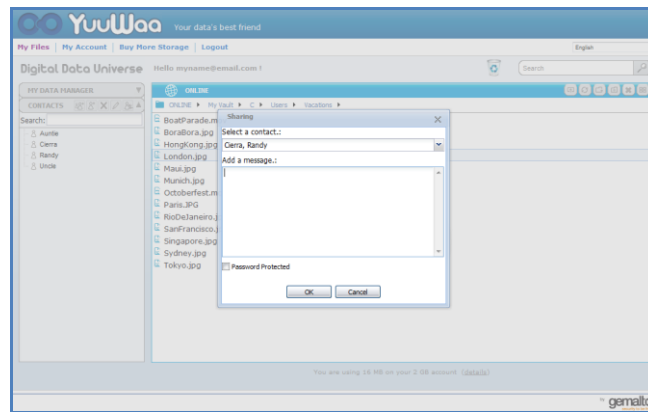 YuuWaa Your data's best friend
My Files | My Account | Buy More Storage | Logout
English
Digital Data Universe Hello myname@email.com !
Search
MY DATA MANAGER
ONLINE
CONTACTS
ONLINE My Vault C Users Vacations
Search:
Auntie
Cierra
Randy
Uncle
BoatParade.m
BoraBora.jpg
HongKong.jpg
London.jpg
Maui.jpg
Munich.jpg
Octoberfest.m
Paris.JPG
RioDeJaneiro.j
SanFrancisco.j
Singapore.jpg
Sydney.jpg
Tokyo.jpg
Sharing
Select a contact.:
Cierra, Randy
Add a message.:
Password Protected
OK Cancel
You are using 16 MB on your 2 GB account (details)
gemalto